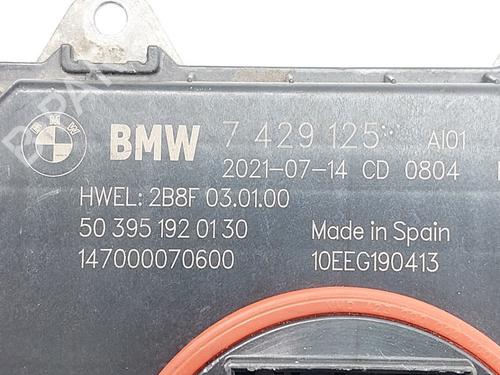 BMW 7 429 125 AI01
2021-07-14 CD 0804
HWEL: 2B8F 03.01.00
50 395 192 01 30 Made in Spain
147000070600 10EEG190413